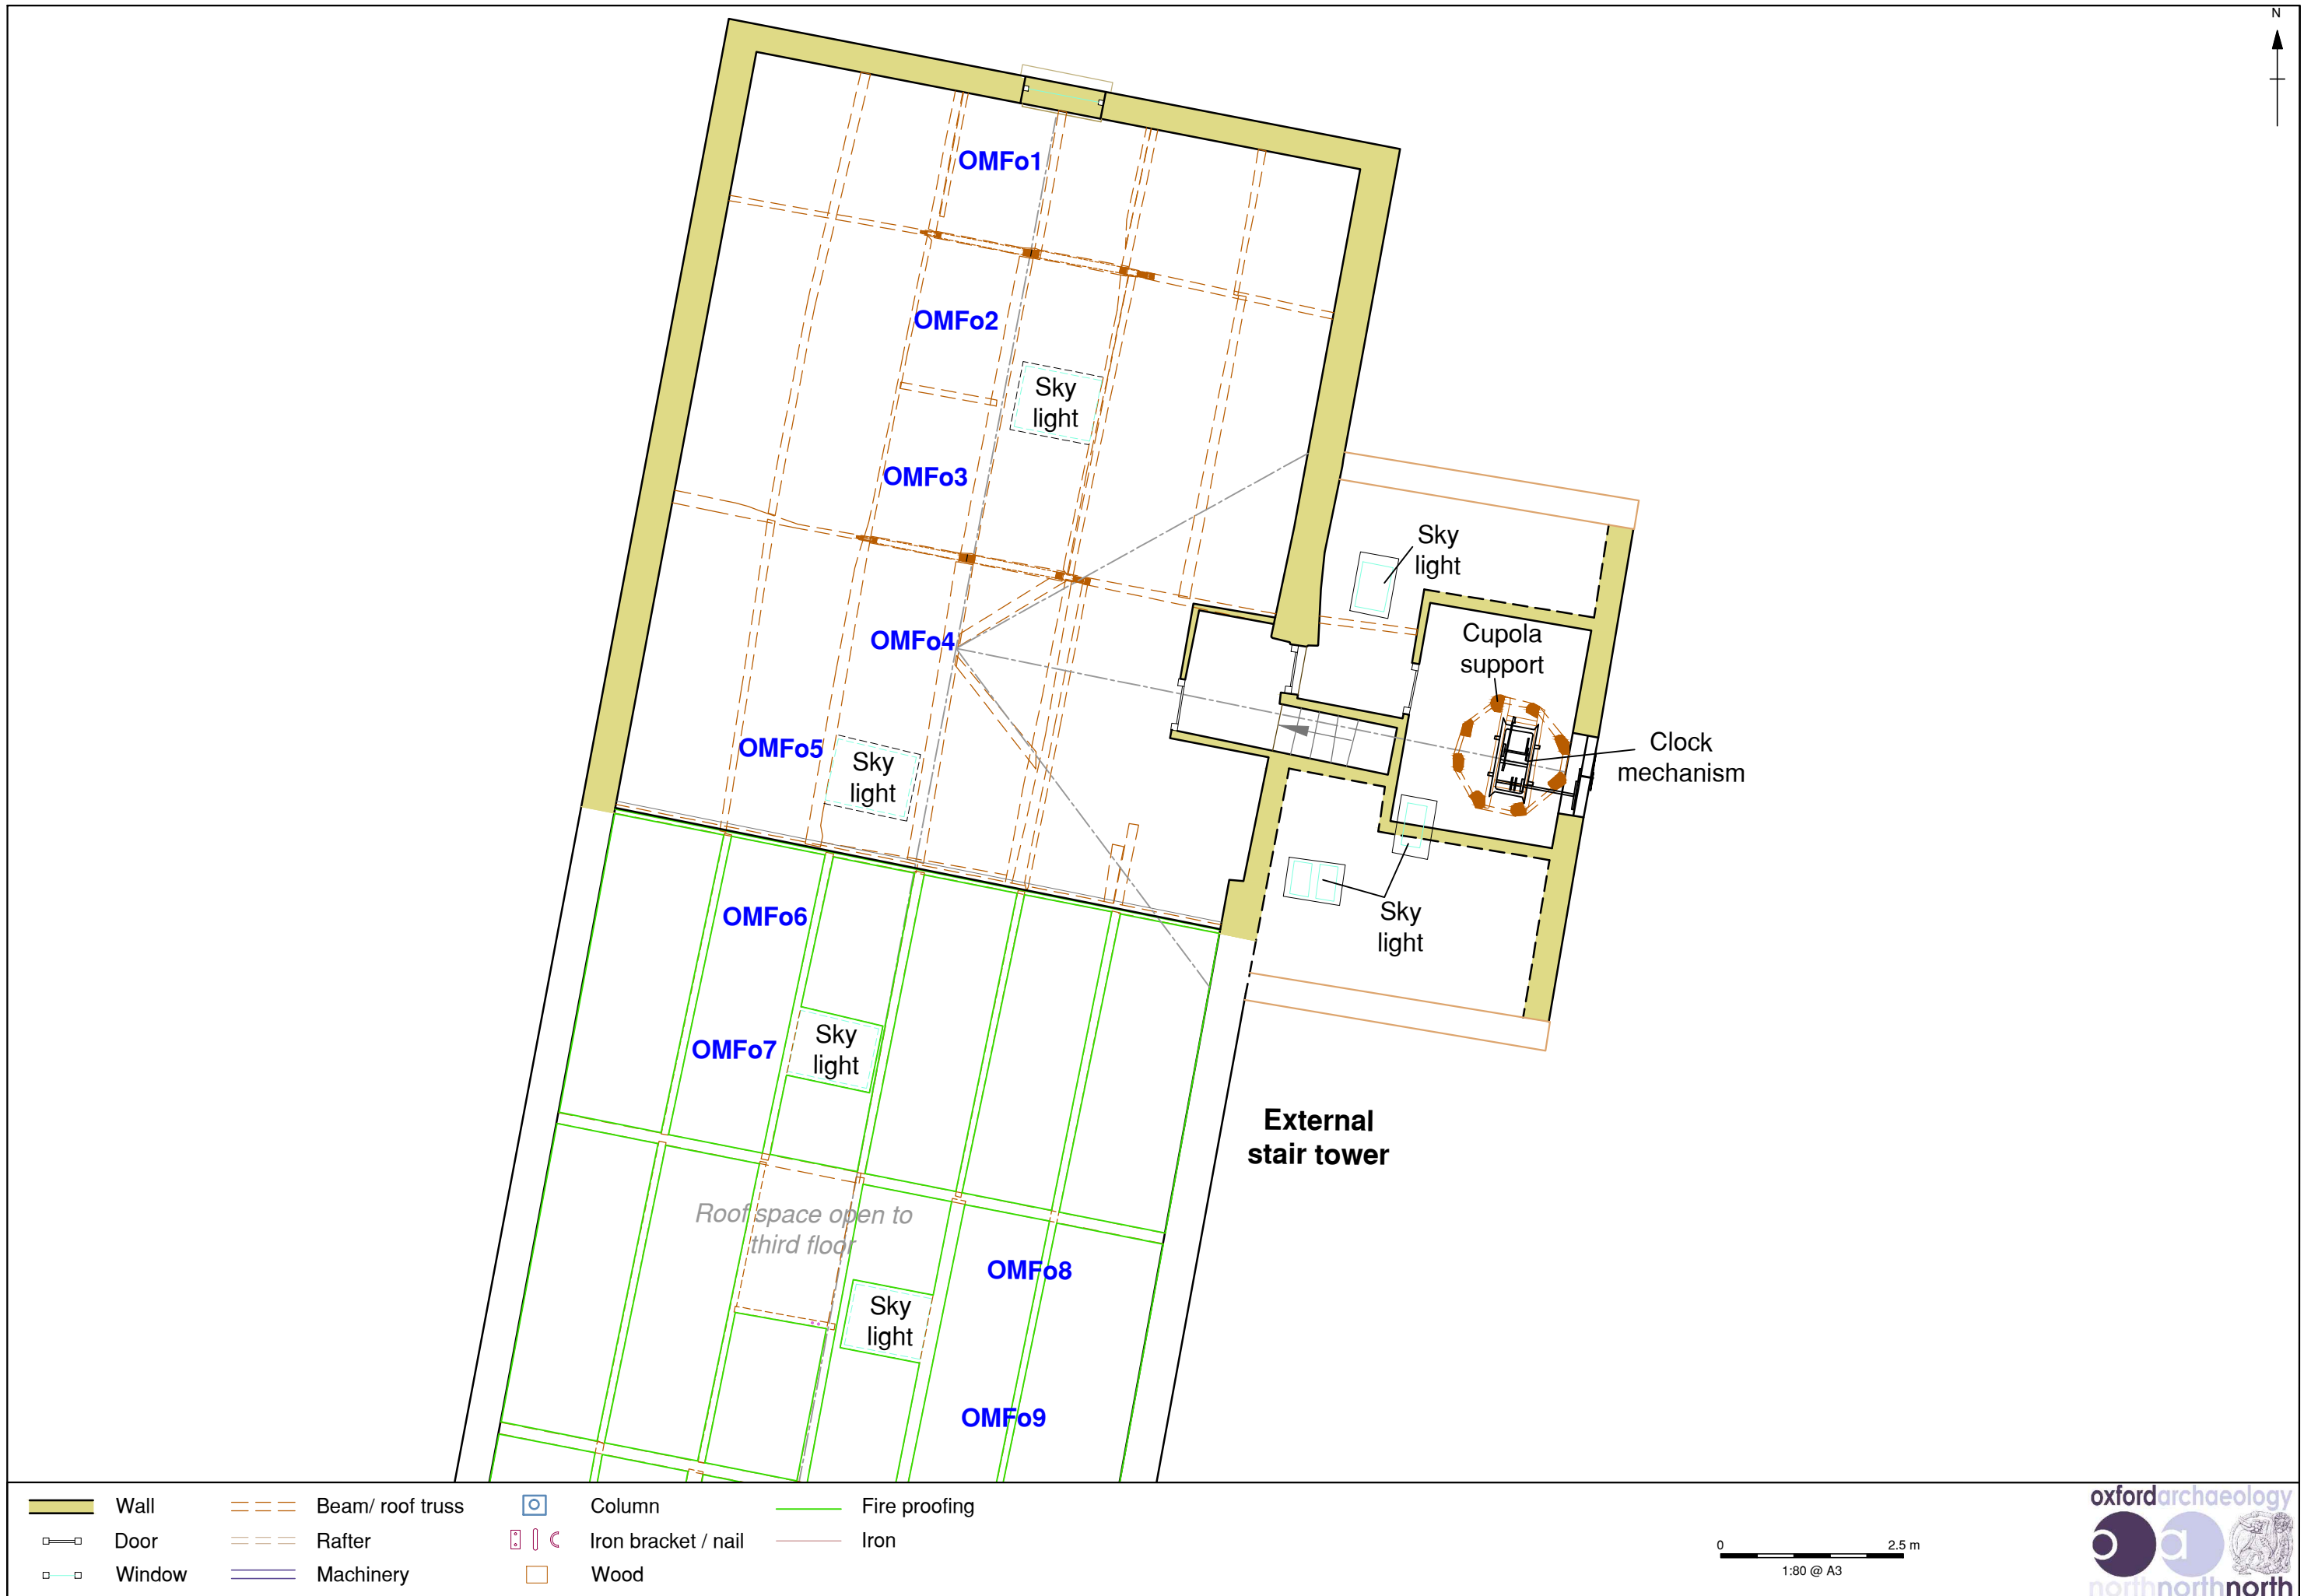 N
OMFo1
OMFo2
Sky
light
OMFo3
Sky
light
OMFo4
Cupola
support
OMFo5
Sky
light
Clock
mechanism
OMFo6
Sky
light
OMFo7
Sky
light
External
stair tower
Roof space open to
third floor
OMFo8
Sky
light
OMFo9
Wall
Beam/ roof truss
Column
Fire proofing
Door
Rafter
Iron bracket / nail
Iron
Window
Machinery
Wood
0 2.5 m
1:80 @ A3
oxfordarchaeology
oa
northnorthnorth